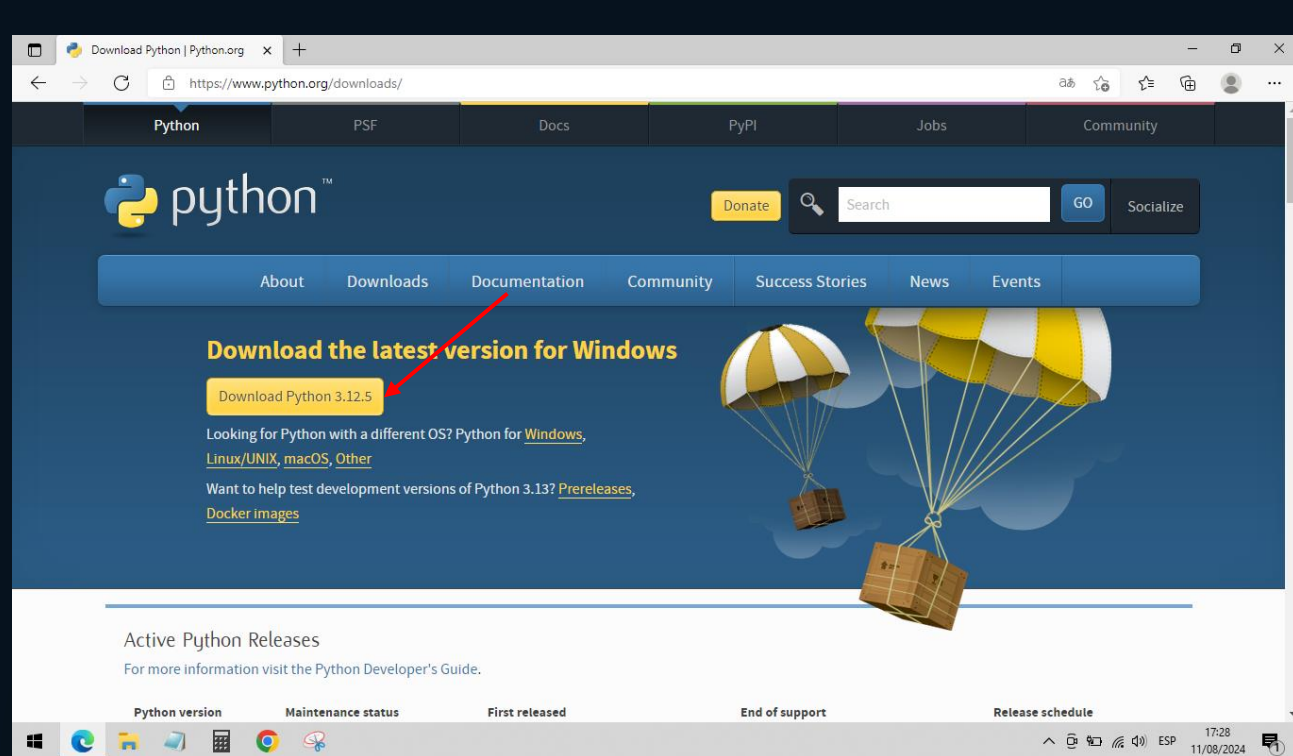 Download Python | Python.org
https://www.python.org/downloads/
Python PSF Docs PyPI Jobs Community
python™
Donate Search GO Socialize
About Downloads Documentation Community Success Stories News Events
Download the latest version for Windows
Download Python 3.12.5
Looking for Python with a different OS? Python for Windows,
Linux/UNIX, macOS, Other
Want to help test development versions of Python 3.13? Prereleases,
Docker images
Active Python Releases
For more information visit the Python Developer's Guide.
Python version Maintenance status First released End of support Release schedule
ESP
17:28
11/08/2024
1